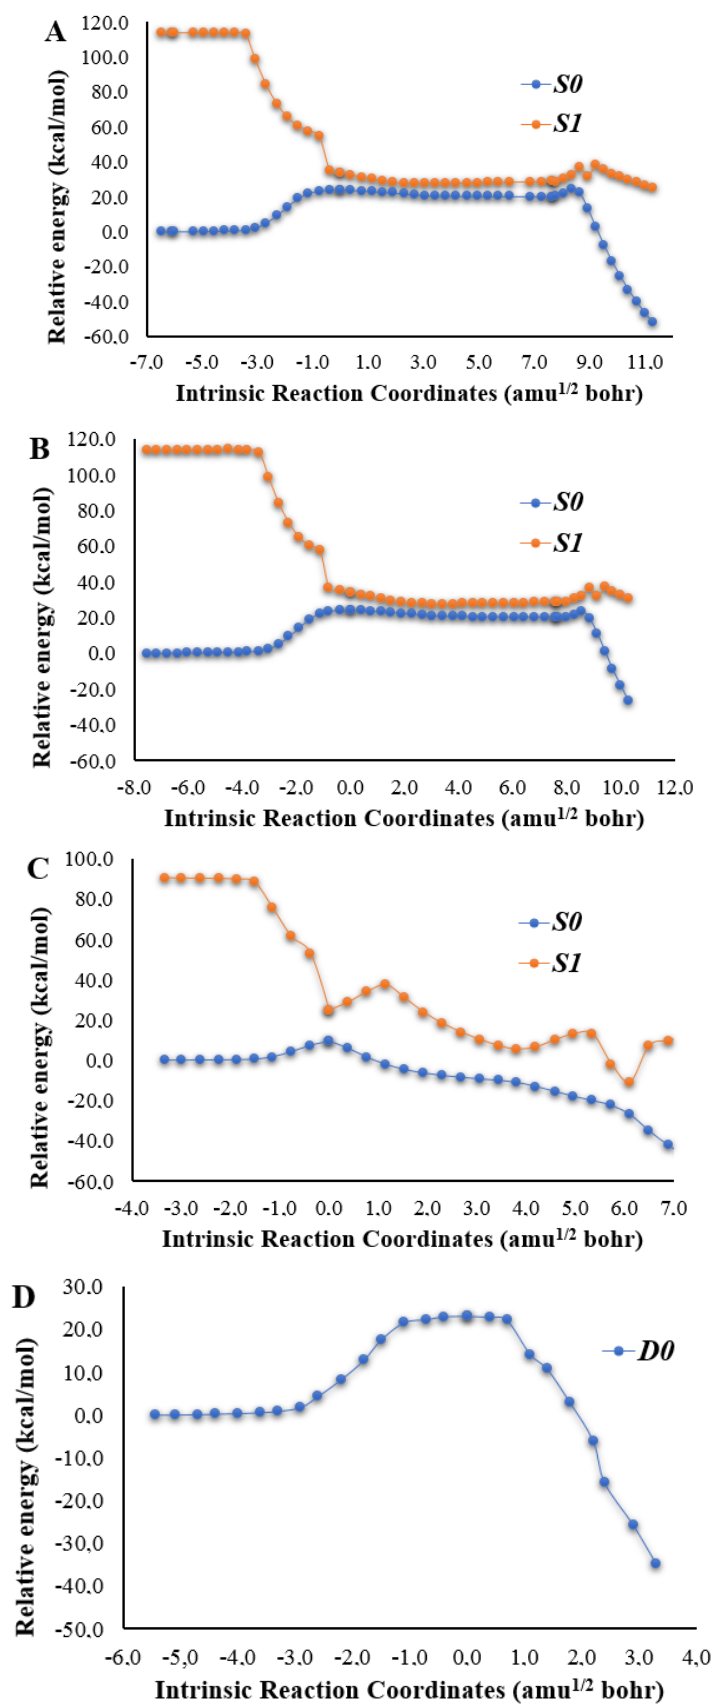 A
120.0
100.0
80.0
60.0
40.0
20.0
0.0
-20.0
-40.0
-60.0
Relative energy (kcal/mol)
S0
S1
-7.0 -5.0 -3.0 -1.0 1.0 3.0 5.0 7.0 9.0 11.0
Intrinsic Reaction Coordinates (amu1/2 bohr)
B
120.0
100.0
80.0
60.0
40.0
20.0
0.0
-20.0
-40.0
-60.0
Relative energy (kcal/mol)
S0
S1
-8.0 -6.0 -4.0 -2.0 0.0 2.0 4.0 6.0 8.0 10.0 12.0
Intrinsic Reaction Coordinates (amu1/2 bohr)
C
100.0
80.0
60.0
40.0
20.0
0.0
-20.0
-40.0
-60.0
Relative energy (kcal/mol)
S0
S1
-4.0 -3.0 -2.0 -1.0 0.0 1.0 2.0 3.0 4.0 5.0 6.0 7.0
Intrinsic Reaction Coordinates (amu1/2 bohr)
D
30.0
20.0
10.0
0.0
-10.0
-20.0
-30.0
-40.0
-50.0
Relative energy (kcal/mol)
D0
-6.0 -5.0 -4.0 -3.0 -2.0 -1.0 0.0 1.0 2.0 3.0 4.0
Intrinsic Reaction Coordinates (amu1/2 bohr)